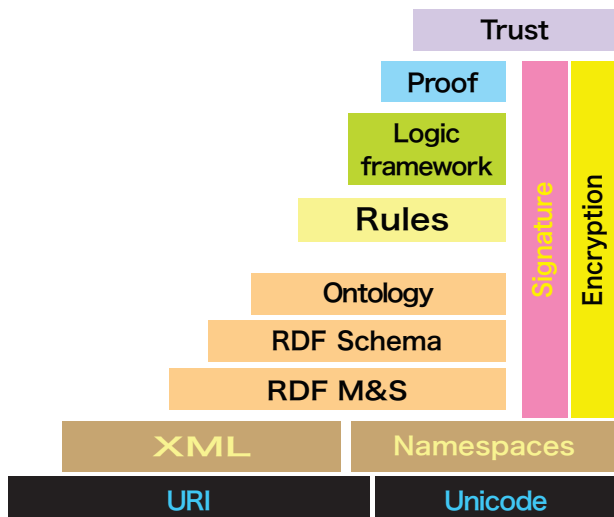 Trust
Proof
Logic
framework
Rules
Ontology
RDF Schema
RDF M&S
Signature
Encryption
XML
Namespaces
URI
Unicode